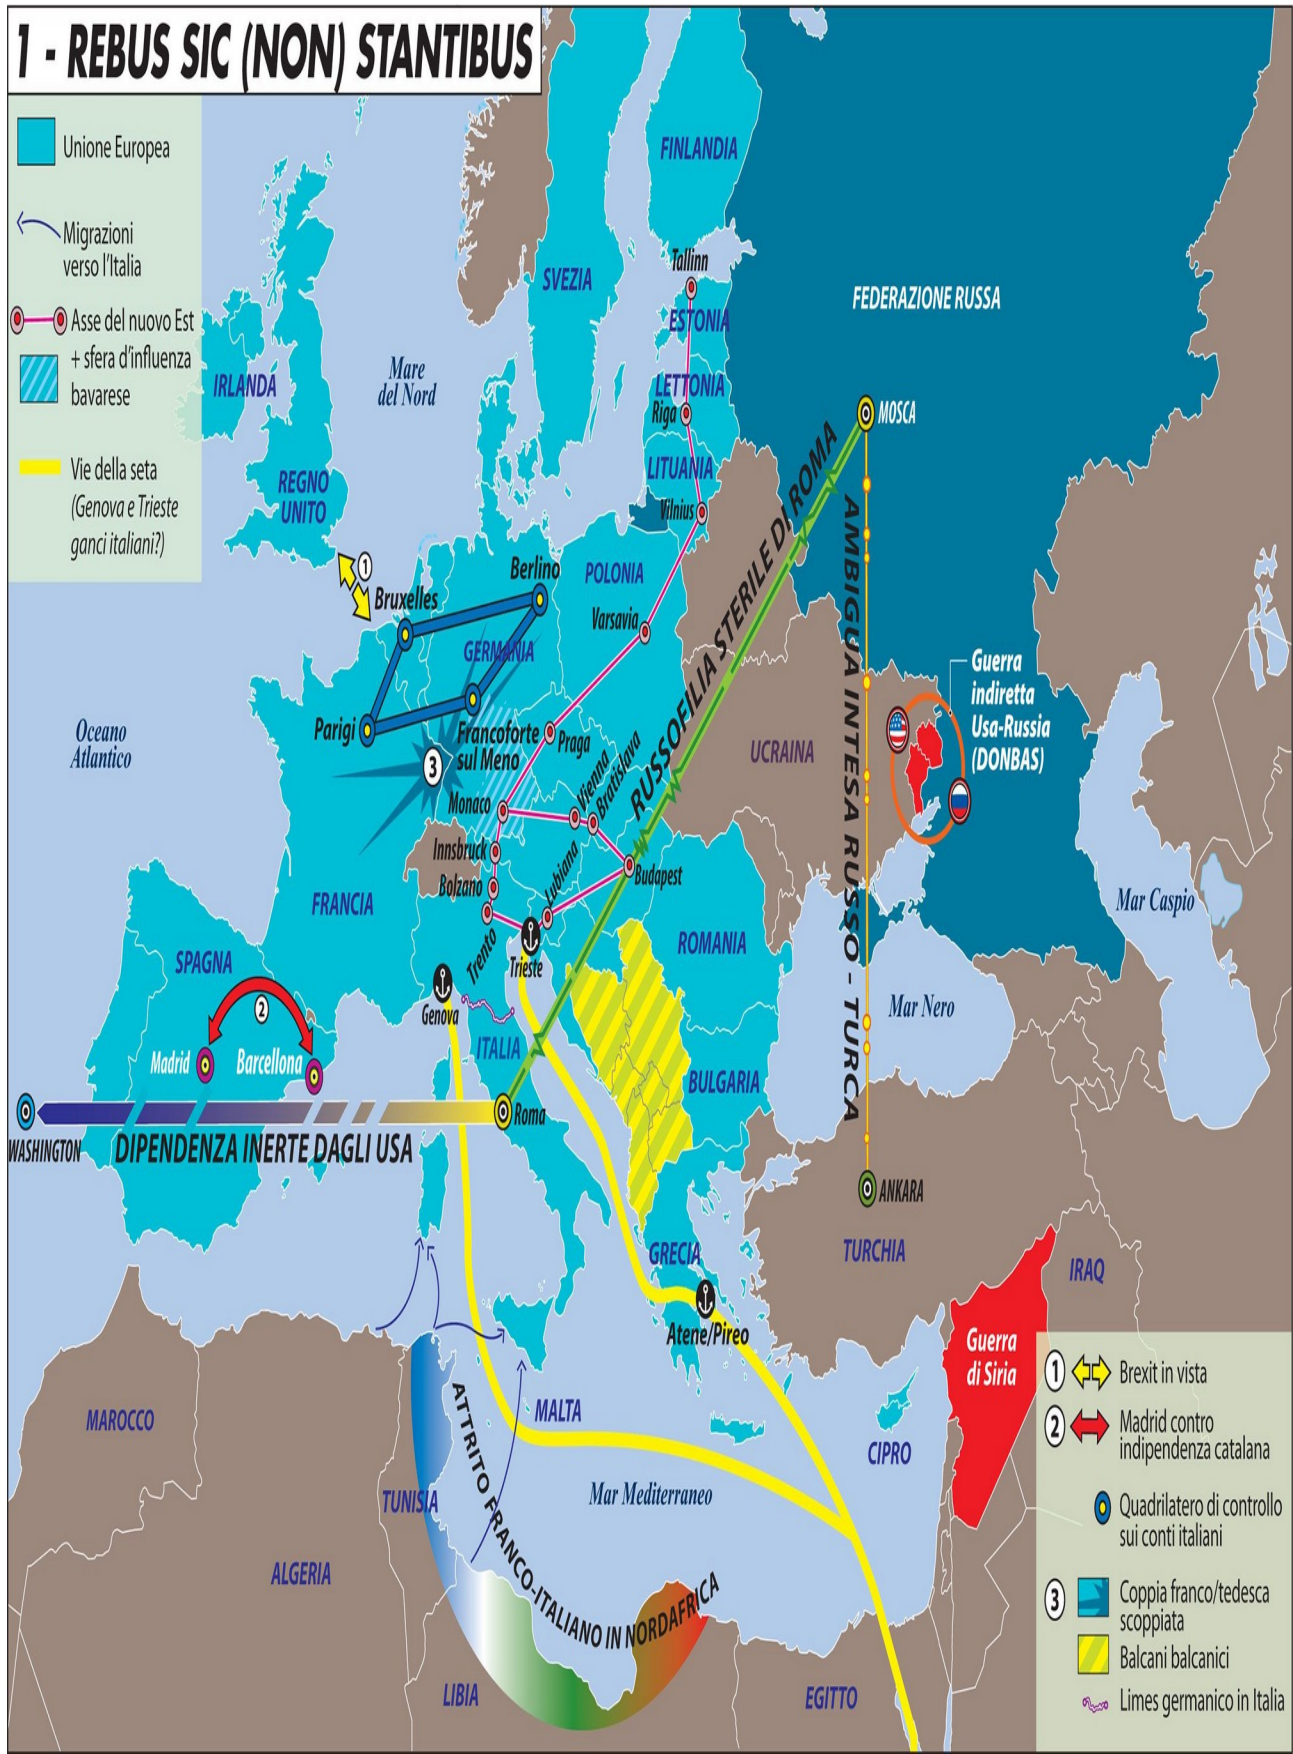 1 - REBUS SIC (NON) STANTIBUS
Unione Europea
Migrazioni
verso l'Italia
Asse del nuovo Est
+ sfera d'influenza
bavarese
Vie della seta
(Genova e Trieste
ganci italiani?)
FINLANDIA
SVEZIA
Tallinn
ESTONIA
FEDERAZIONE RUSSA
Mare
del Nord
IRLANDA
LETTONIA
Riga
MOSCA
REGNO
UNITO
LITUANIA
Vilnius
1
Bruxelles
Berlino
POLONIA
Varsavia
GERMANIA
RUSSOFILIA STERILE DI ROMA
AMBIGUA INTESA RUSSO - TURCA
Guerra
indiretta
Usa-Russia
(DONBAS)
Oceano
Atlantico
Parigi
Francoforte
sul Meno
3
Praga
UCRAINA
Monaco
Vienna
Bratislava
Innsbruck
Bolzano
Lubiana
Budapest
FRANCIA
Trento
Trieste
ROMANIA
Mar Caspio
SPAGNA
2
Genova
Mar Nero
Madrid
Barcellona
ITALIA
BULGARIA
Roma
WASHINGTON
DIPENDENZA INERTE DAGLI USA
ANKARA
GRECIA
TURCHIA
IRAQ
Atene/Pireo
Guerra
di Siria
MAROCCO
MALTA
CIPRO
TUNISIA
Mar Mediterraneo
ATTRITO FRANCO-ITALIANO IN NORDAFRICA
ALGERIA
LIBIA
EGITTO
1 Brexit in vista
2 Madrid contro
indipendenza catalana
Quadrilatero di controllo
sui conti italiani
3 Coppia franco/tedesca
scoppiata
Balcani balcanici
Limes germanico in Italia